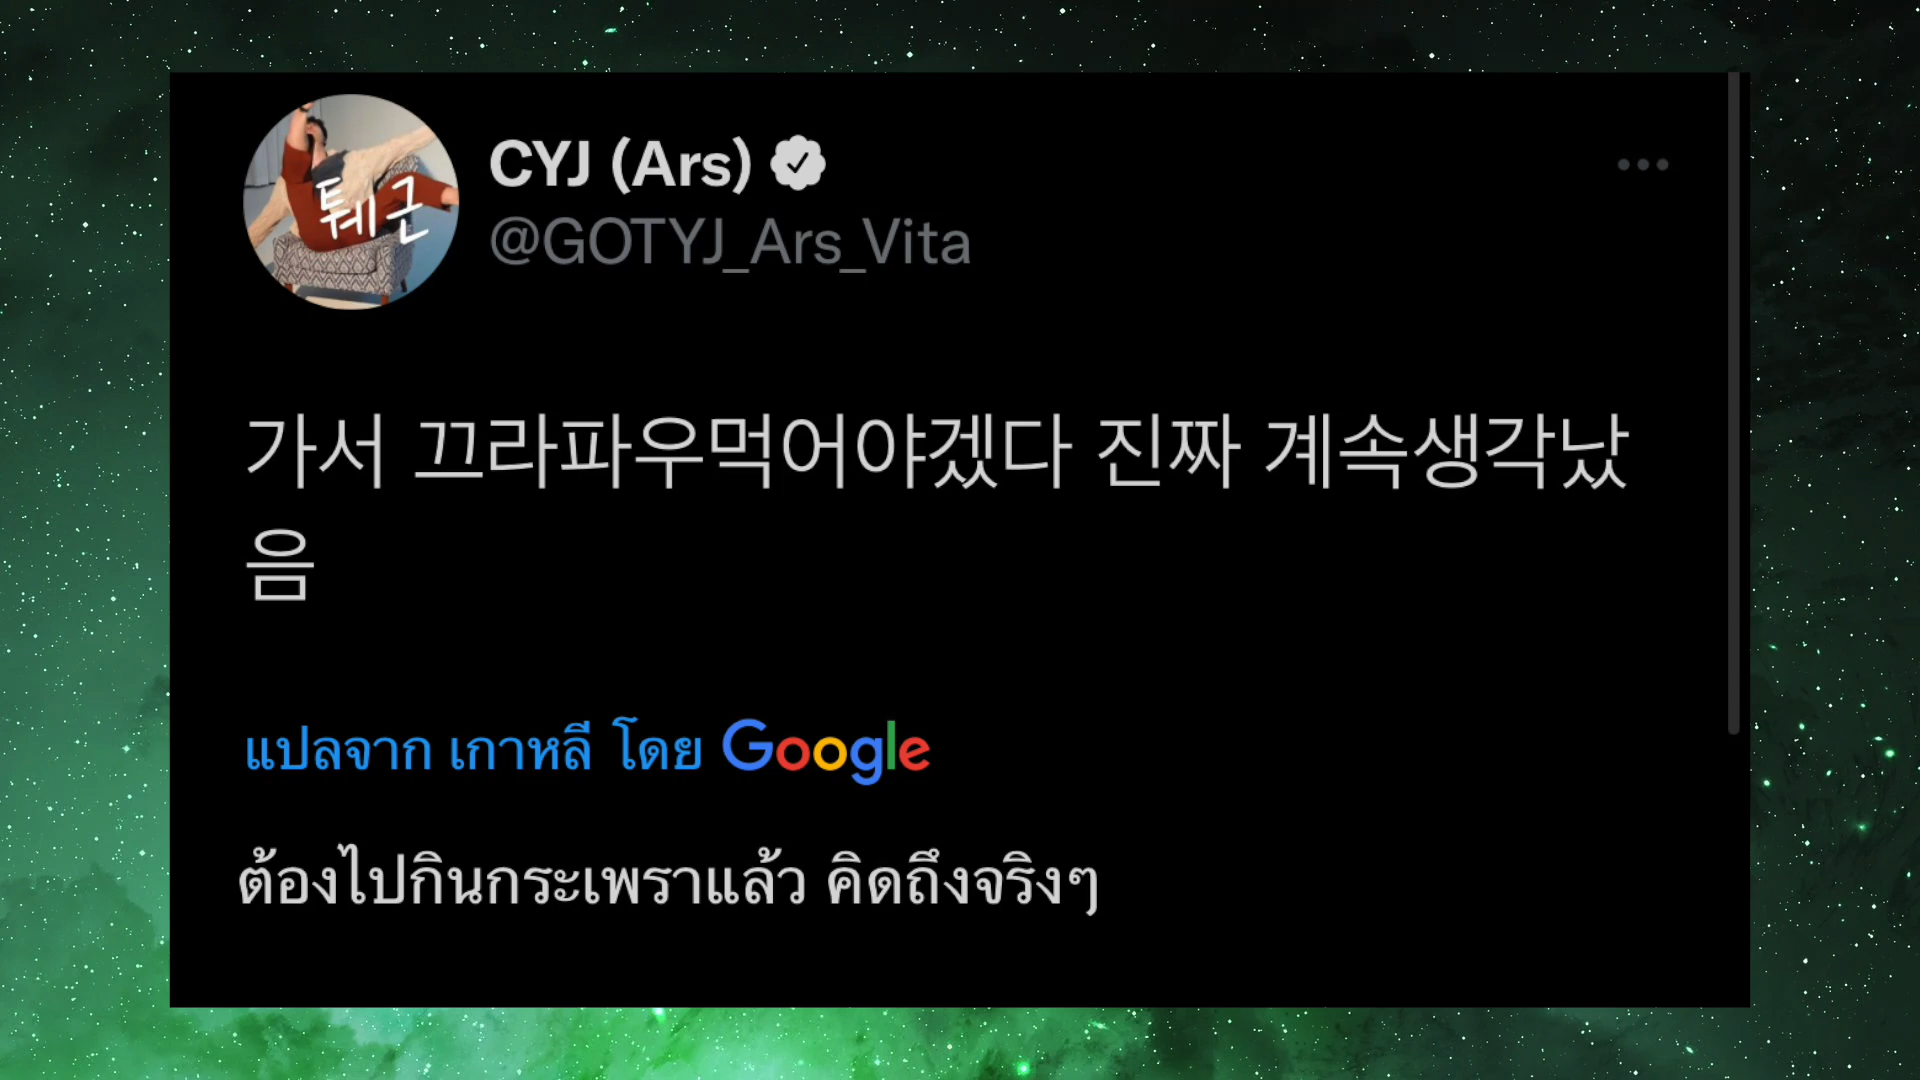 퉤근
CYJ (Ars)
@GOTYJ_Ars_Vita
가서 끄라파우먹어야겠다 진짜 계속생각났
음
แปลจาก เกาหลี โดย Google
ต้องไปกินกระเพราแล้ว คิดถึงจริงๆ